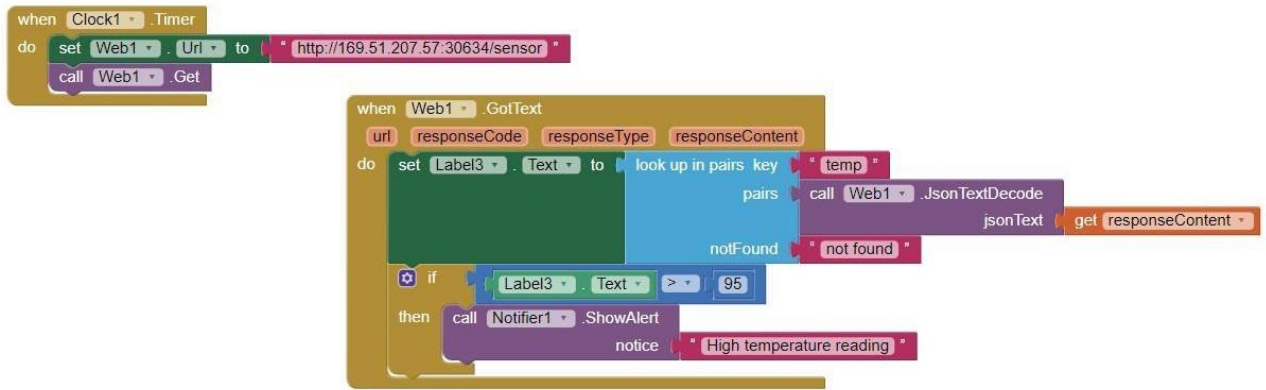 when Clock1 .Timer
do set Web1 . Url to " http://169.51.207.57:30634/sensor "
call Web1 .Get
when Web1 .GotText
url responseCode responseType responseContent
do set Label3 . Text to look up in pairs key " temp "
pairs call Web1 .JsonTextDecode
jsonText get responseContent
notFound " not found "
if Label3 . Text > 95
then call Notifier1 .ShowAlert
notice " High temperature reading "